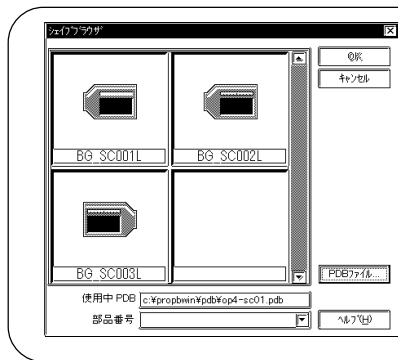 シェイプブラウザ
OK
キャンセル
BG_SC001L BG_SC002L
BG_SC003L
PDBファイル...
使用中 PDB c:¥propbwin¥pdb¥op4-sc01.pdb
部品番号
ヘルプ(H)